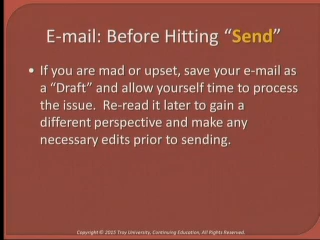 E-mail: Before Hitting “Send”
• If you are mad or upset, save your e-mail as
a “Draft” and allow yourself time to process
the issue.  Re-read it later to gain a
different perspective and make any
necessary edits prior to sending.
Copyright © 2015 Troy University, Continuing Education, All Rights Reserved.